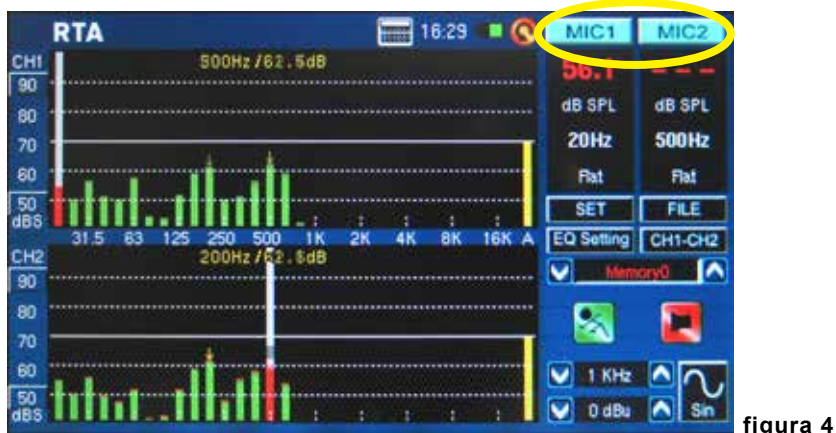 RTA 16:29 MIC1 MIC2
CH1 500Hz/62.5dB 56.1 ---
90
80 dB SPL dB SPL
70 20Hz 500Hz
60 Flat Flat
50 SET FILE
dBS
31.5 63 125 250 500 1K 2K 4K 8K 16K A EQ Setting CH1-CH2
CH2 200Hz/62.8dB
90 Memory0
80
70
60 1 KHz
50 0 dBu Sin
dBS
figura 4